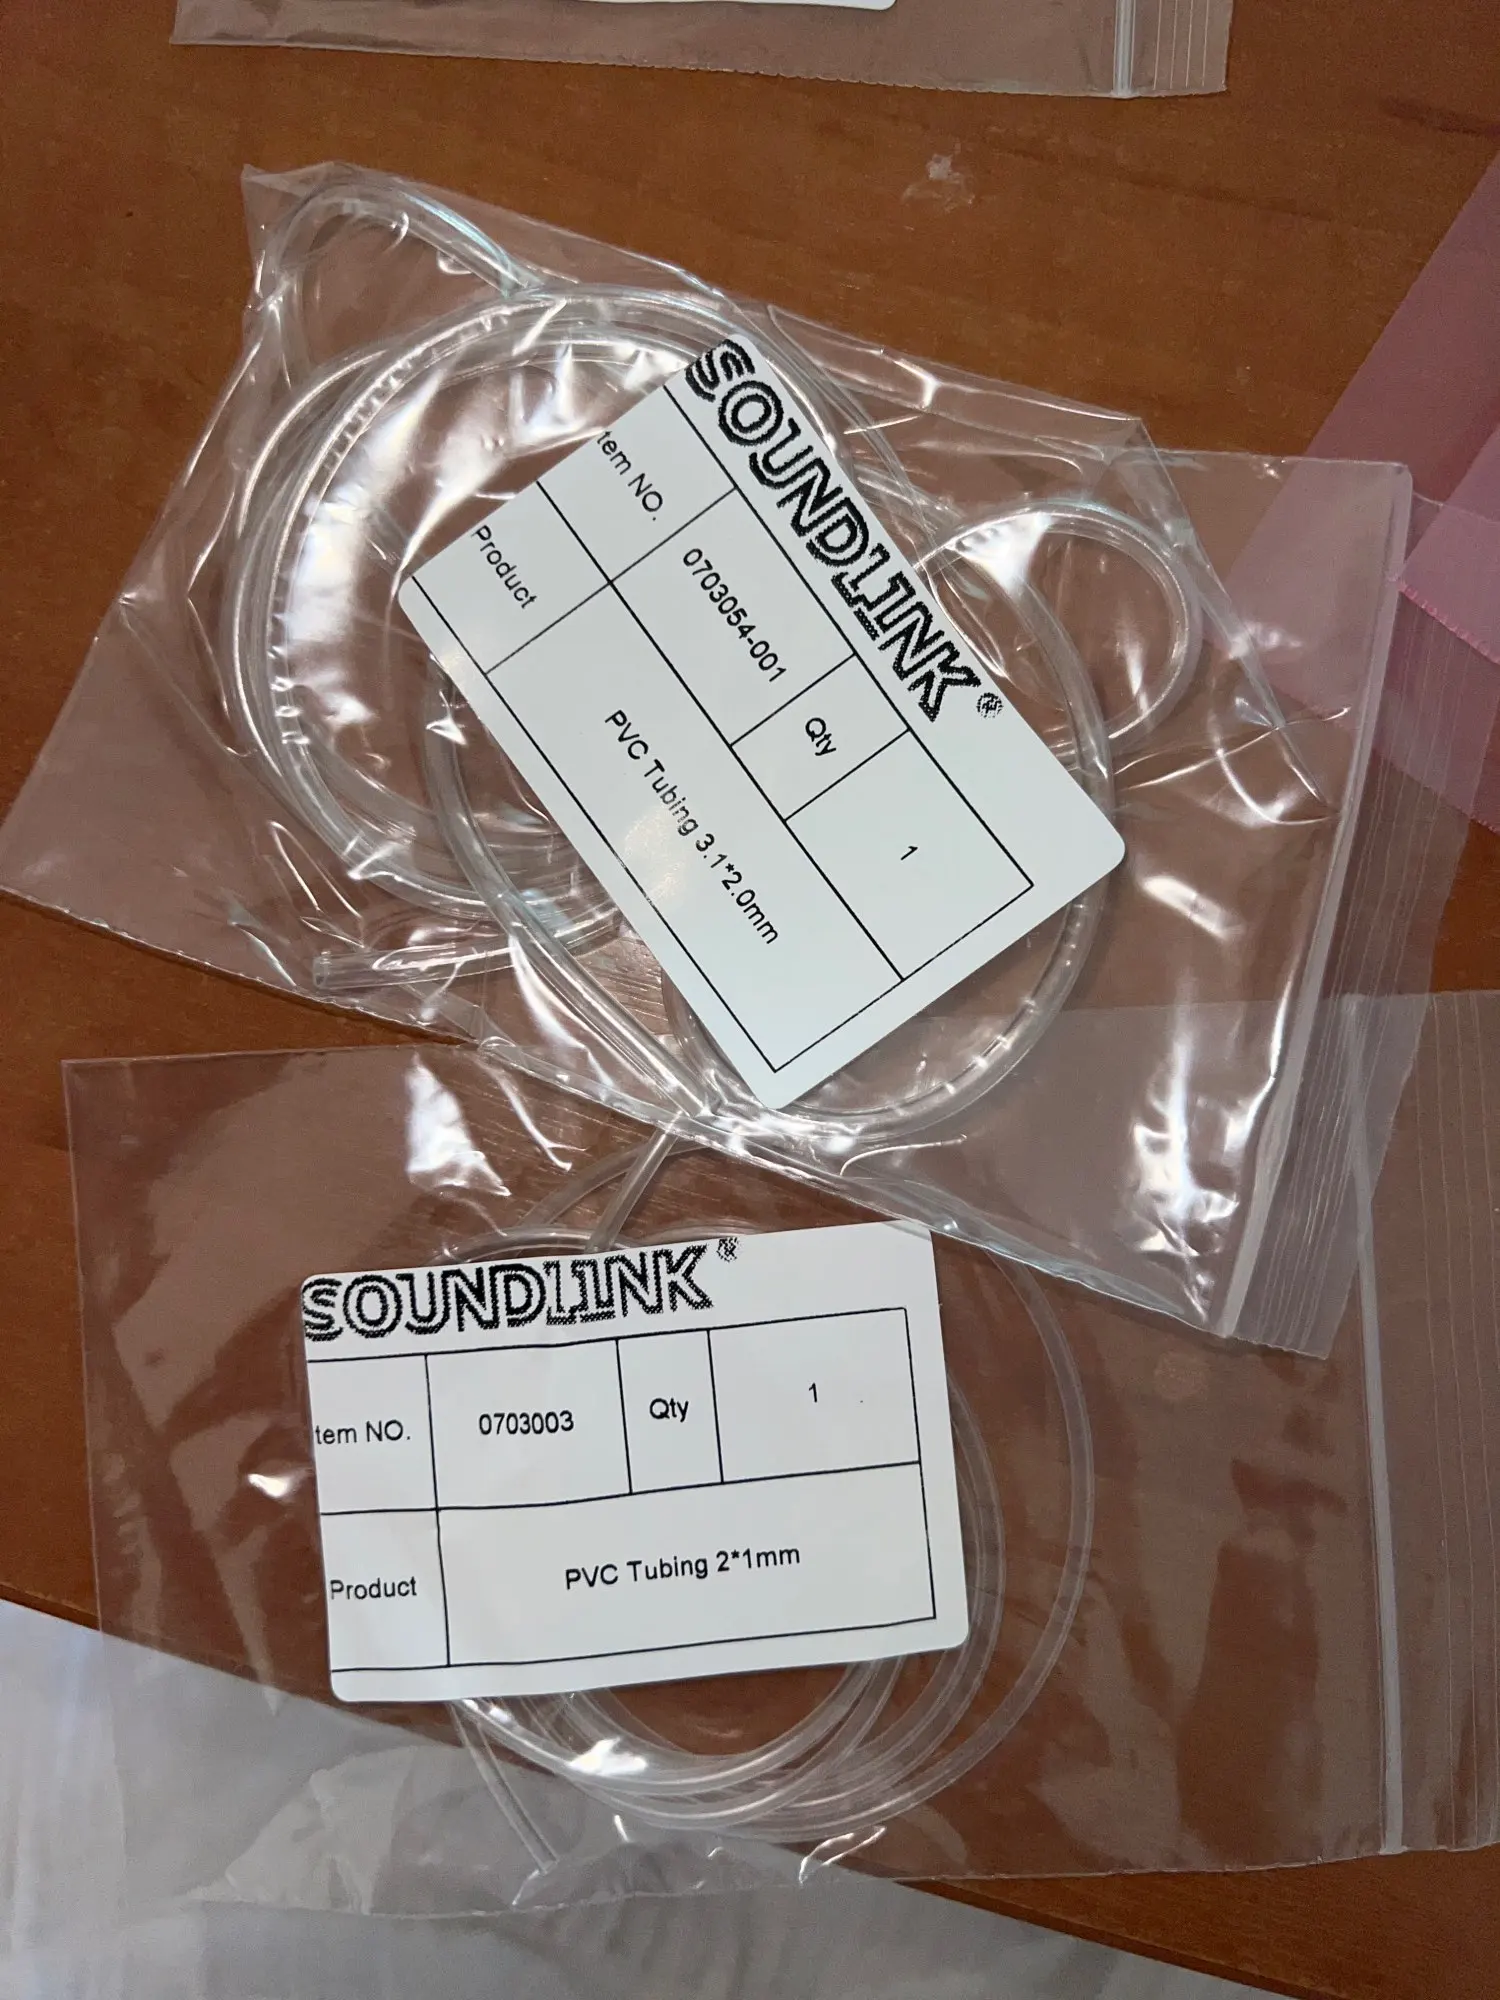 SOUNDLINK®
tem NO. 0703054-001 Qty 1
Product PVC Tubing 3.1*2.0mm
SOUNDLINK®
tem NO. 0703003 Qty 1
Product PVC Tubing 2*1mm